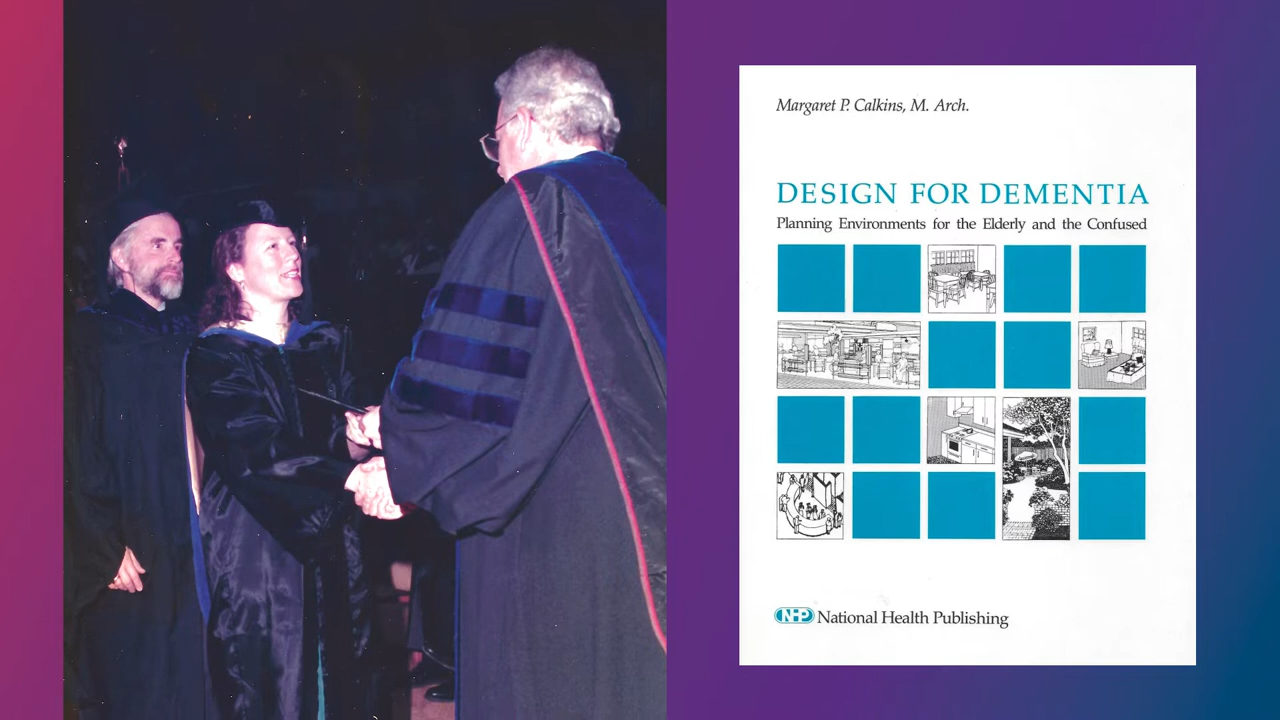 Margaret P. Calkins, M. Arch.
DESIGN FOR DEMENTIA
Planning Environments for the Elderly and the Confused
NHP National Health Publishing